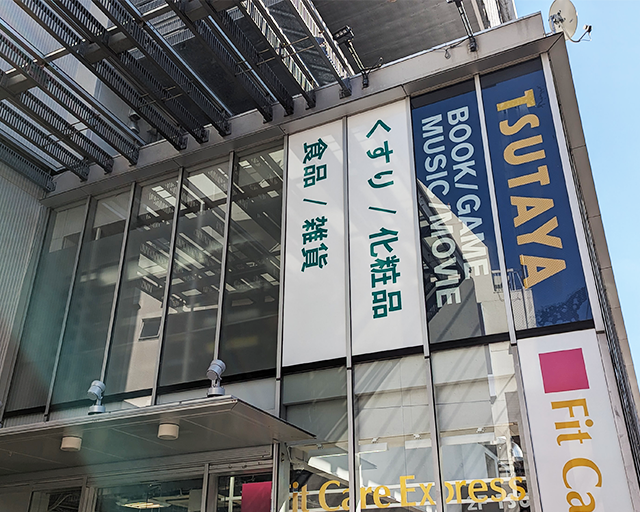 TSUTAYA
BOOK/GAME
MUSIC/MOVIE
くすり/化粧品
食品/雑貨
Fit Ca
it Care Express